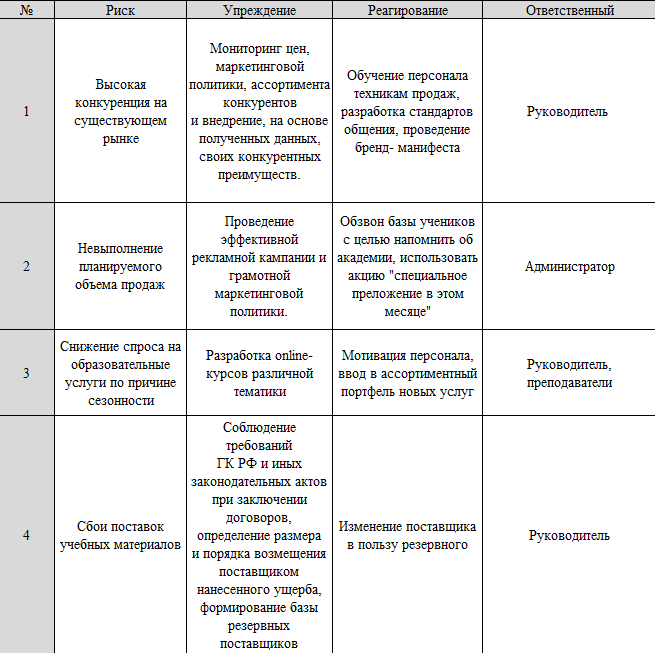 № Риск Упреждение Реагирование Ответственный
1
Высокая
конкуренция на
существующем
рынке
Мониторинг цен,
маркетинговой
политики, ассортимента
конкурентов
и внедрение, на основе
полученных данных,
своих конкурентных
преимуществ.
Обучение персонала
техникам продаж,
разработка стандартов
общения, проведение
бренд- манифеста
Руководитель
2
Невыполнение
планируемого
объема продаж
Проведение
эффективной
рекламной кампании и
грамотной
маркетинговой
политики.
Обзвон базы учеников
с целью напомнить об
академии, использовать
акцию "специальное
преложение в этом
месяце"
Администратор
3
Снижение спроса на
образовательные
услуги по причине
сезонности
Разработка online-
курсов различной
тематики
Мотивация персонала,
ввод в ассортиментный
портфель новых услуг
Руководитель,
преподаватели
4
Сбои поставок
учебных материалов
Соблюдение
требований
ГК РФ и иных
законодательных актов
при заключении
договоров,
определение размера
и порядка возмещения
поставщиком
нанесенного ущерба,
формирование базы
резервных
поставщиков
Изменение поставщика
в пользу резервного
Руководитель